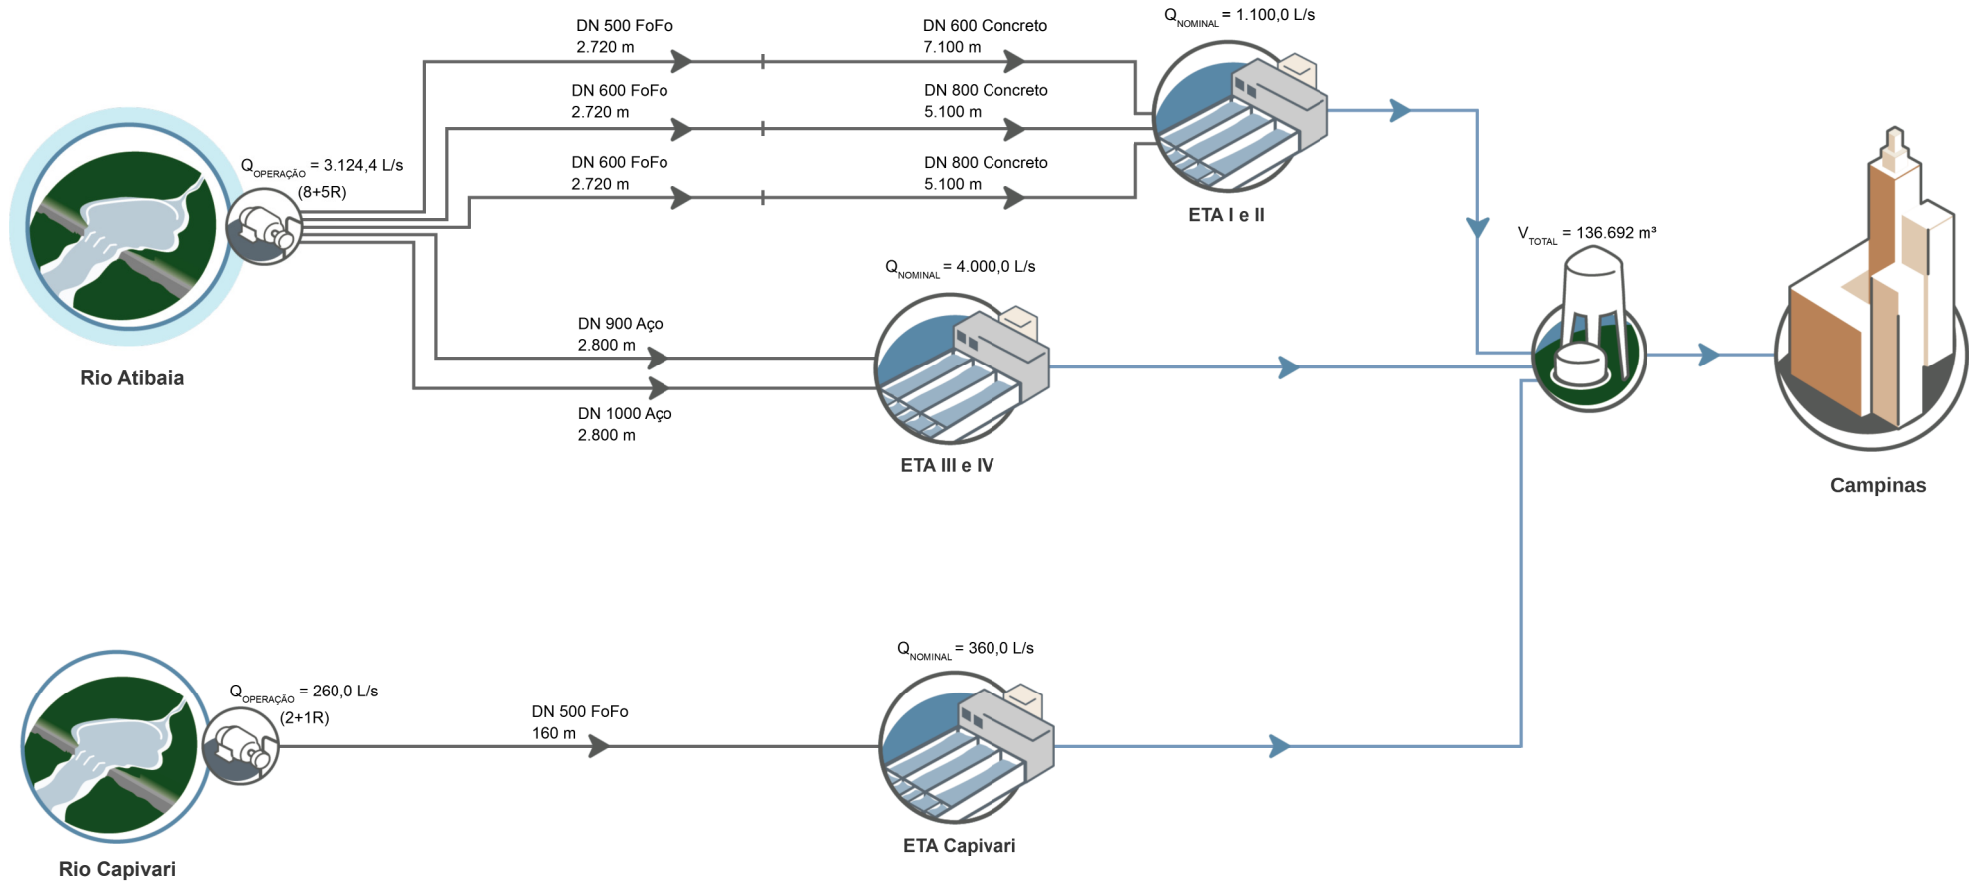 DN 500 FoFo
2.720 m
DN 600 Concreto
7.100 m
QNOMINAL = 1.100,0 L/s
DN 600 FoFo
2.720 m
DN 800 Concreto
5.100 m
DN 600 FoFo
2.720 m
DN 800 Concreto
5.100 m
QOPERAÇÃO = 3.124,4 L/s
(8+5R)
ETA I e II
VTOTAL = 136.692 m³
QNOMINAL = 4.000,0 L/s
DN 900 Aço
2.800 m
Rio Atibaia
DN 1000 Aço
2.800 m
ETA III e IV
Campinas
QNOMINAL = 360,0 L/s
QOPERAÇÃO = 260,0 L/s
(2+1R)
DN 500 FoFo
160 m
ETA Capivari
Rio Capivari